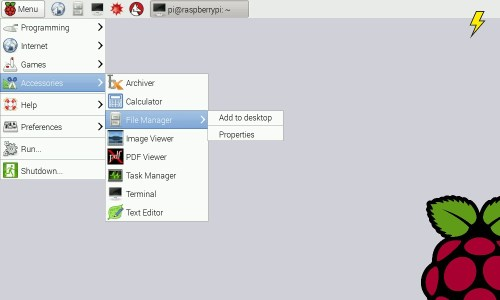 Menu
pi@raspberrypi: ~
Programming
Internet
Games
Accessories
Help
Preferences
Run...
Shutdown...
Archiver
Calculator
File Manager
Image Viewer
PDF Viewer
Task Manager
Terminal
Text Editor
Add to desktop
Properties